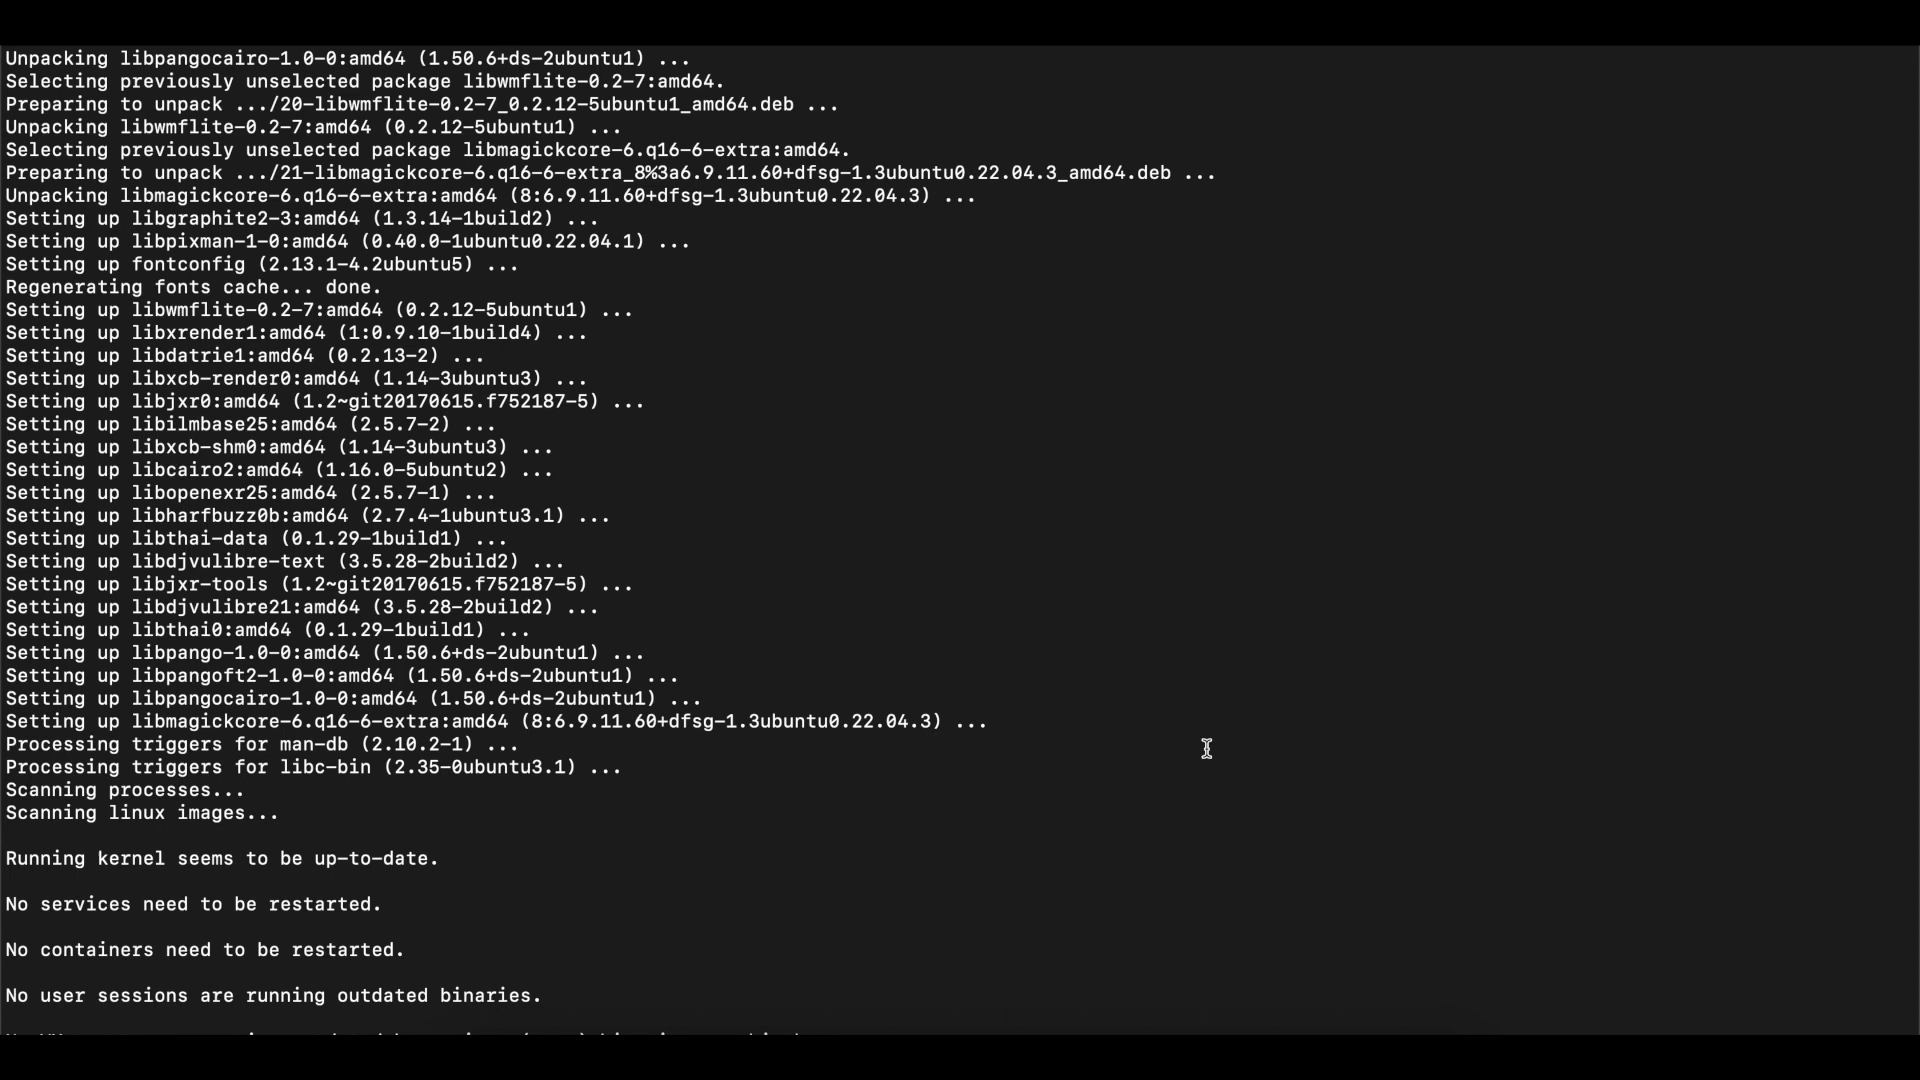 Unpacking libpangocairo-1.0-0:amd64 (1.50.6+ds-2ubuntu1) ...
Selecting previously unselected package libwmflite-0.2-7:amd64.
Preparing to unpack .../20-libwmflite-0.2-7_0.2.12-5ubuntu1_amd64.deb ...
Unpacking libwmflite-0.2-7:amd64 (0.2.12-5ubuntu1) ...
Selecting previously unselected package libmagickcore-6.q16-6-extra:amd64.
Preparing to unpack .../21-libmagickcore-6.q16-6-extra_8%3a6.9.11.60+dfsg-1.3ubuntu0.22.04.3_amd64.deb ...
Unpacking libmagickcore-6.q16-6-extra:amd64 (8:6.9.11.60+dfsg-1.3ubuntu0.22.04.3) ...
Setting up libgraphite2-3:amd64 (1.3.14-1build2) ...
Setting up libpixman-1-0:amd64 (0.40.0-1ubuntu0.22.04.1) ...
Setting up fontconfig (2.13.1-4.2ubuntu5) ...
Regenerating fonts cache... done.
Setting up libwmflite-0.2-7:amd64 (0.2.12-5ubuntu1) ...
Setting up libxrender1:amd64 (1:0.9.10-1build4) ...
Setting up libdatrie1:amd64 (0.2.13-2) ...
Setting up libxcb-render0:amd64 (1.14-3ubuntu3) ...
Setting up libjxr0:amd64 (1.2~git20170615.f752187-5) ...
Setting up libilmbase25:amd64 (2.5.7-2) ...
Setting up libxcb-shm0:amd64 (1.14-3ubuntu3) ...
Setting up libcairo2:amd64 (1.16.0-5ubuntu2) ...
Setting up libopenexr25:amd64 (2.5.7-1) ...
Setting up libharfbuzz0b:amd64 (2.7.4-1ubuntu3.1) ...
Setting up libthai-data (0.1.29-1build1) ...
Setting up libdjvulibre-text (3.5.28-2build2) ...
Setting up libjxr-tools (1.2~git20170615.f752187-5) ...
Setting up libdjvulibre21:amd64 (3.5.28-2build2) ...
Setting up libthai0:amd64 (0.1.29-1build1) ...
Setting up libpango-1.0-0:amd64 (1.50.6+ds-2ubuntu1) ...
Setting up libpangoft2-1.0-0:amd64 (1.50.6+ds-2ubuntu1) ...
Setting up libpangocairo-1.0-0:amd64 (1.50.6+ds-2ubuntu1) ...
Setting up libmagickcore-6.q16-6-extra:amd64 (8:6.9.11.60+dfsg-1.3ubuntu0.22.04.3) ...
Processing triggers for man-db (2.10.2-1) ...
Processing triggers for libc-bin (2.35-0ubuntu3.1) ...
Scanning processes...
Scanning linux images...
Running kernel seems to be up-to-date.
No services need to be restarted.
No containers need to be restarted.
No user sessions are running outdated binaries.